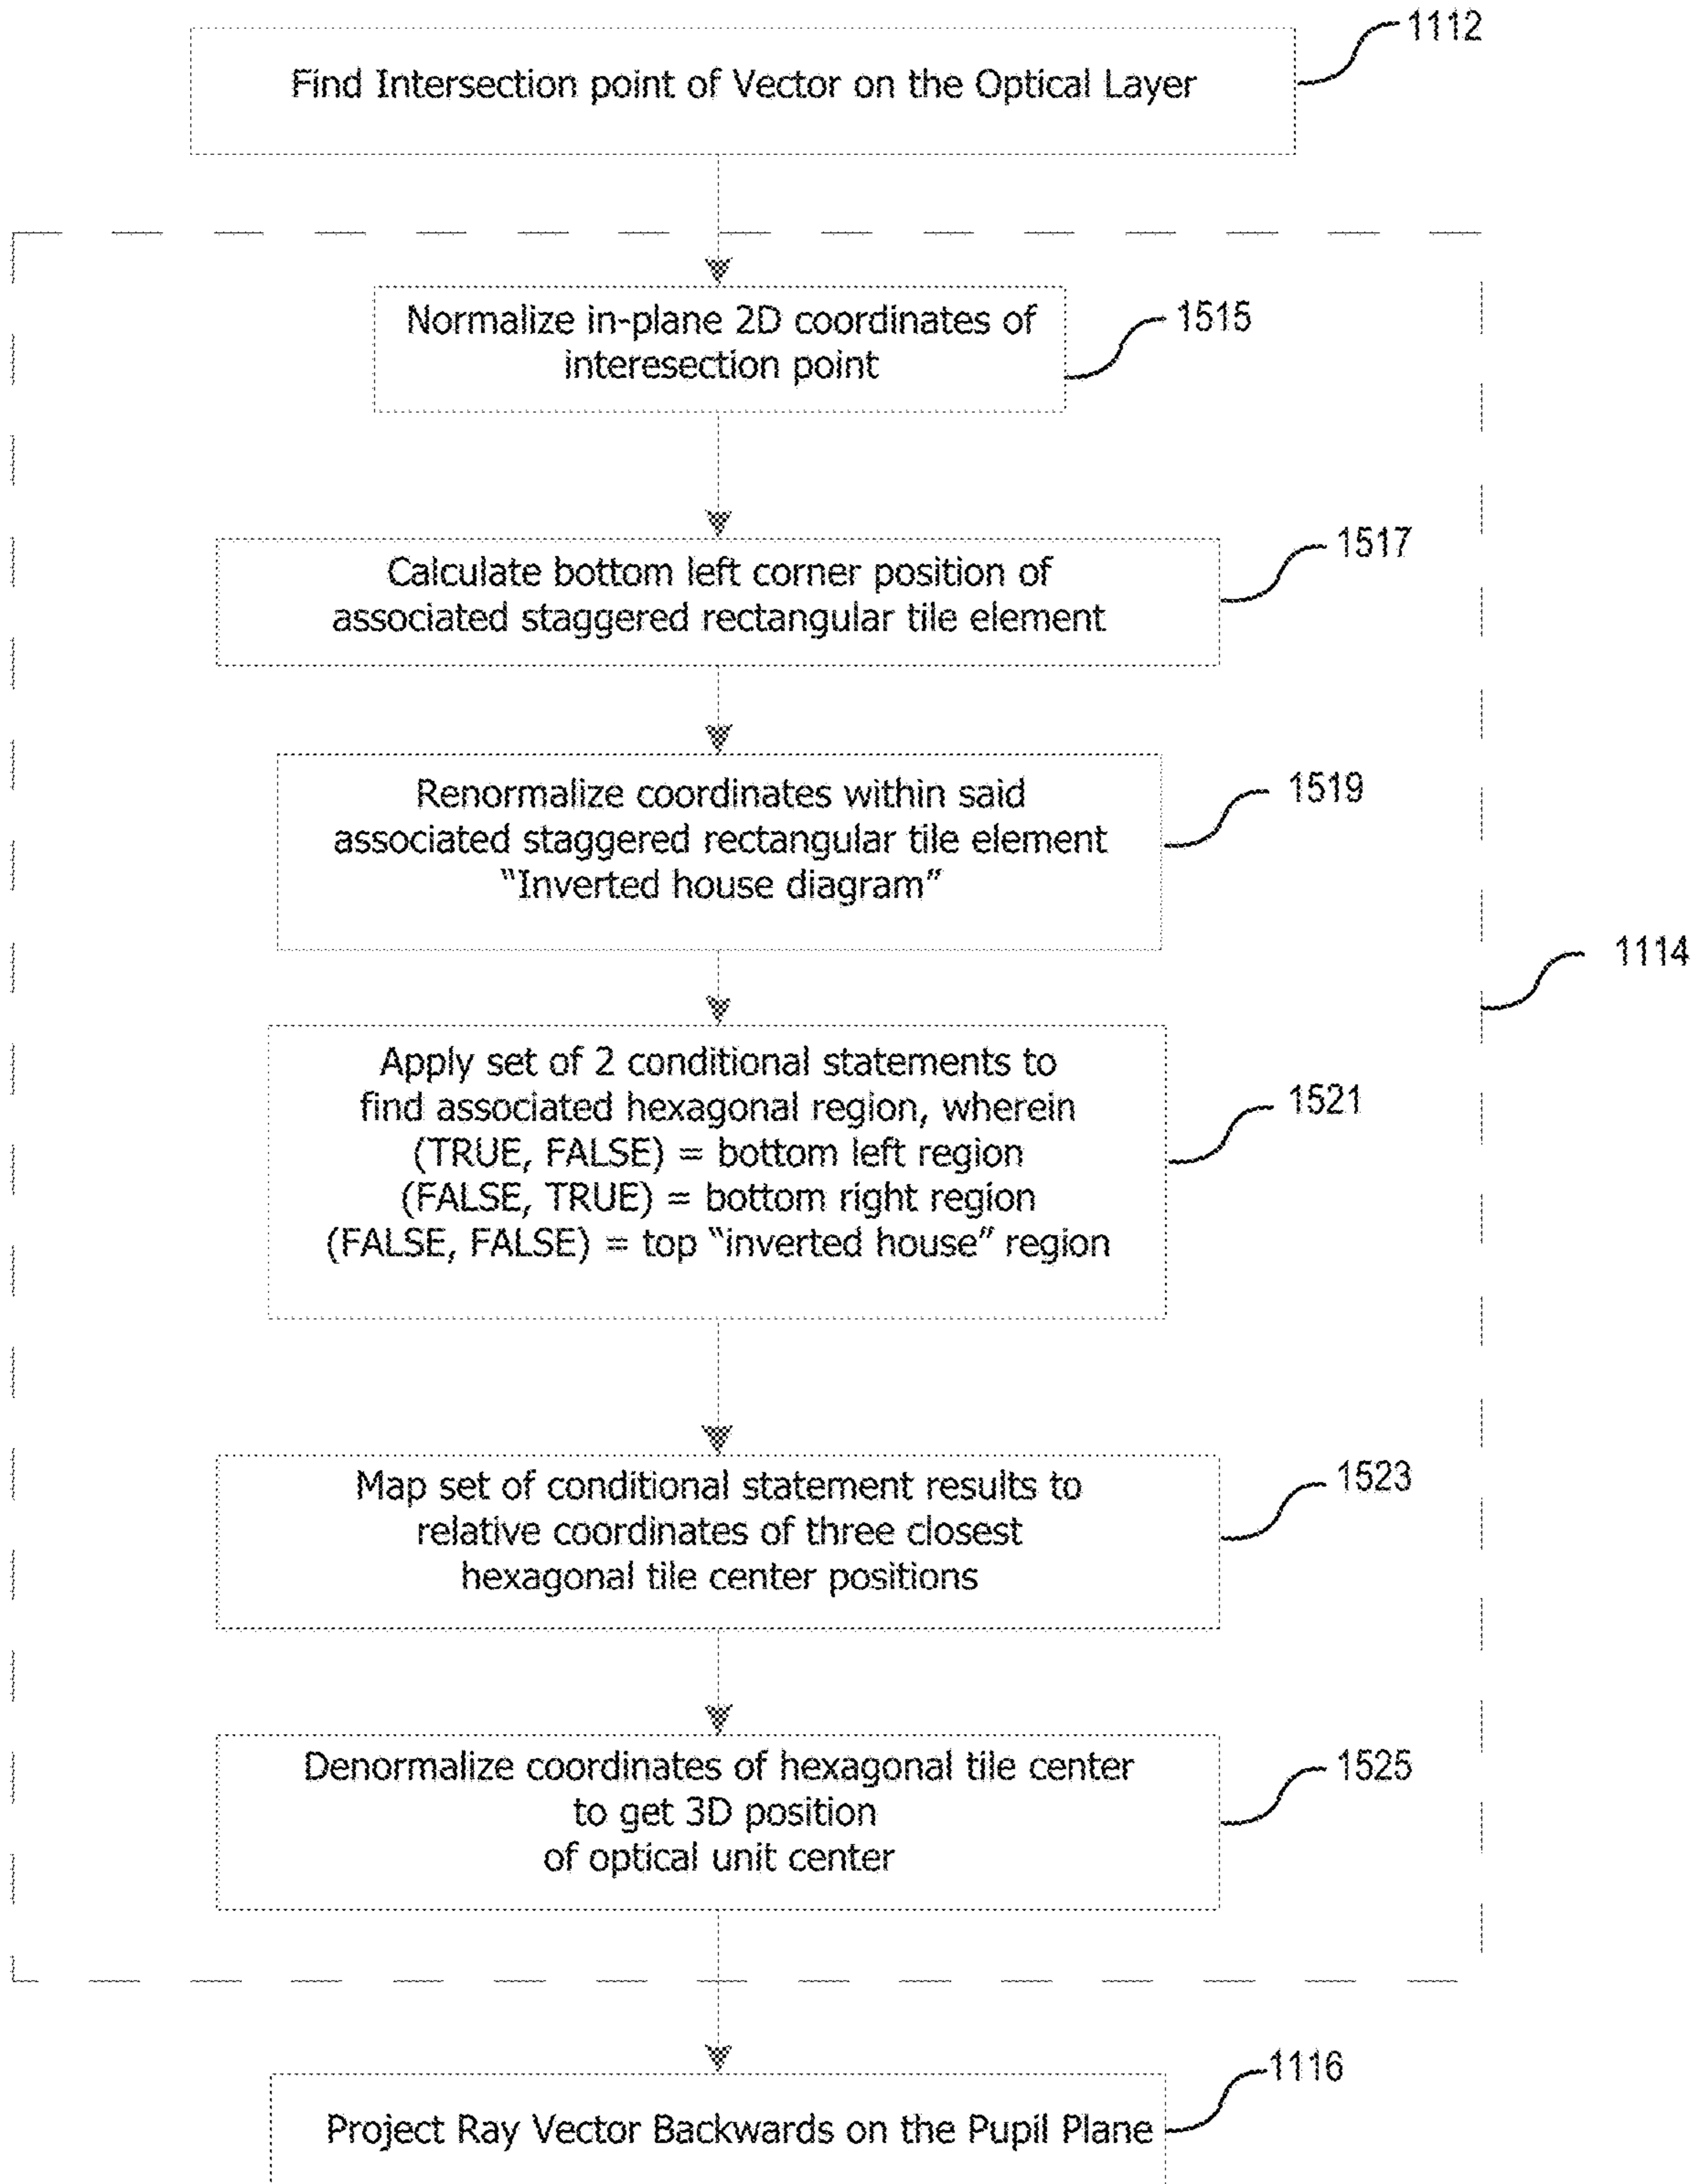 1112
Find Intersection point of Vector on the Optical Layer
Normalize in-plane 2D coordinates of
interesection point
1515
Calculate bottom left corner position of
associated staggered rectangular tile element
1517
Renormalize coordinates within said
associated staggered rectangular tile element
“Inverted house diagram”
1519
1114
Apply set of 2 conditional statements to
find associated hexagonal region, wherein
(TRUE, FALSE) = bottom left region
(FALSE, TRUE) = bottom right region
(FALSE, FALSE) = top “inverted house” region
1521
Map set of conditional statement results to
relative coordinates of three closest
hexagonal tile center positions
1523
Denormalize coordinates of hexagonal tile center
to get 3D position
of optical unit center
1525
1116
Project Ray Vector Backwards on the Pupil Plane